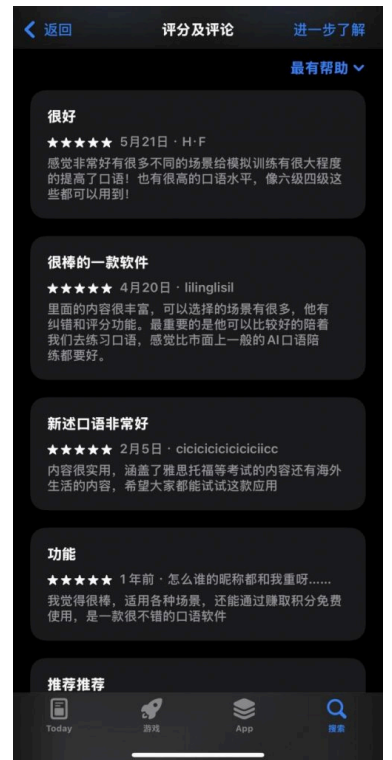 返回
评分及评论
进一步了解
最有帮助
很好
★★★★★ 5月21日 · H·F
感觉非常好有很多不同的场景给模拟训练有很大程度
的提高了口语！也有很高的口语水平，像六级四级这
些都可以用到！
很棒的一款软件
★★★★★ 4月20日 · lilinglisil
里面的内容很丰富，可以选择的场景有很多，他有
纠错和评分功能。最重要的是他可以比较好的陪着
我们去练习口语，感觉比市面上一般的AI口语陪
练都要好。
新述口语非常好
★★★★★ 2月5日 · ciciciciciciciciicc
内容很实用，涵盖了雅思托福等考试的内容还有海外
生活的内容，希望大家都能试试这款应用
功能
★★★★★ 1年前 · 怎么谁的昵称都和我重呀……
我觉得很棒，适用各种场景，还能通过赚取积分免费
使用，是一款很不错的口语软件
推荐推荐
Today
游戏
App
搜索